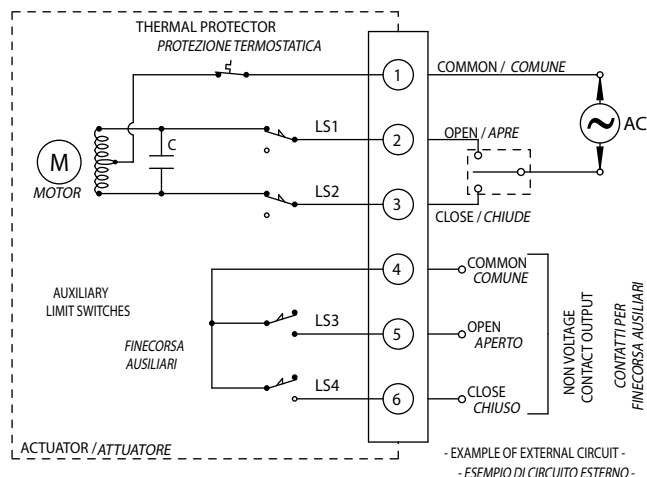 THERMAL PROTECTOR
PROTEZIONE TERMOSTATICA
1
COMMON / COMUNE
AC
M
MOTOR
C
LS1
2
OPEN / APRE
LS2
3
CLOSE / CHIUDE
AUXILIARY
LIMIT SWITCHES
FINECORSA
AUSILIARI
4
COMMON
COMUNE
LS3
5
OPEN
APERTO
LS4
6
CLOSE
CHIUSO
NON VOLTAGE
CONTACT OUTPUT
CONTATTI PER
FINECORSA AUSILIARI
ACTUATOR / ATTUATORE
- EXAMPLE OF EXTERNAL CIRCUIT -
- ESEMPIO DI CIRCUITO ESTERNO -